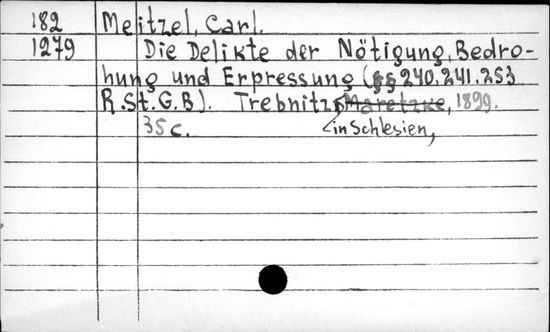 182 Meitzel, Carl.
1279 Die Delikte der Nötigung, Bedro-
hung und Erpressung (§§ 240. 241. 253
R.St.G.B). Trebnitz, Maretzke, 1899.
35 c. <in Schlesien,